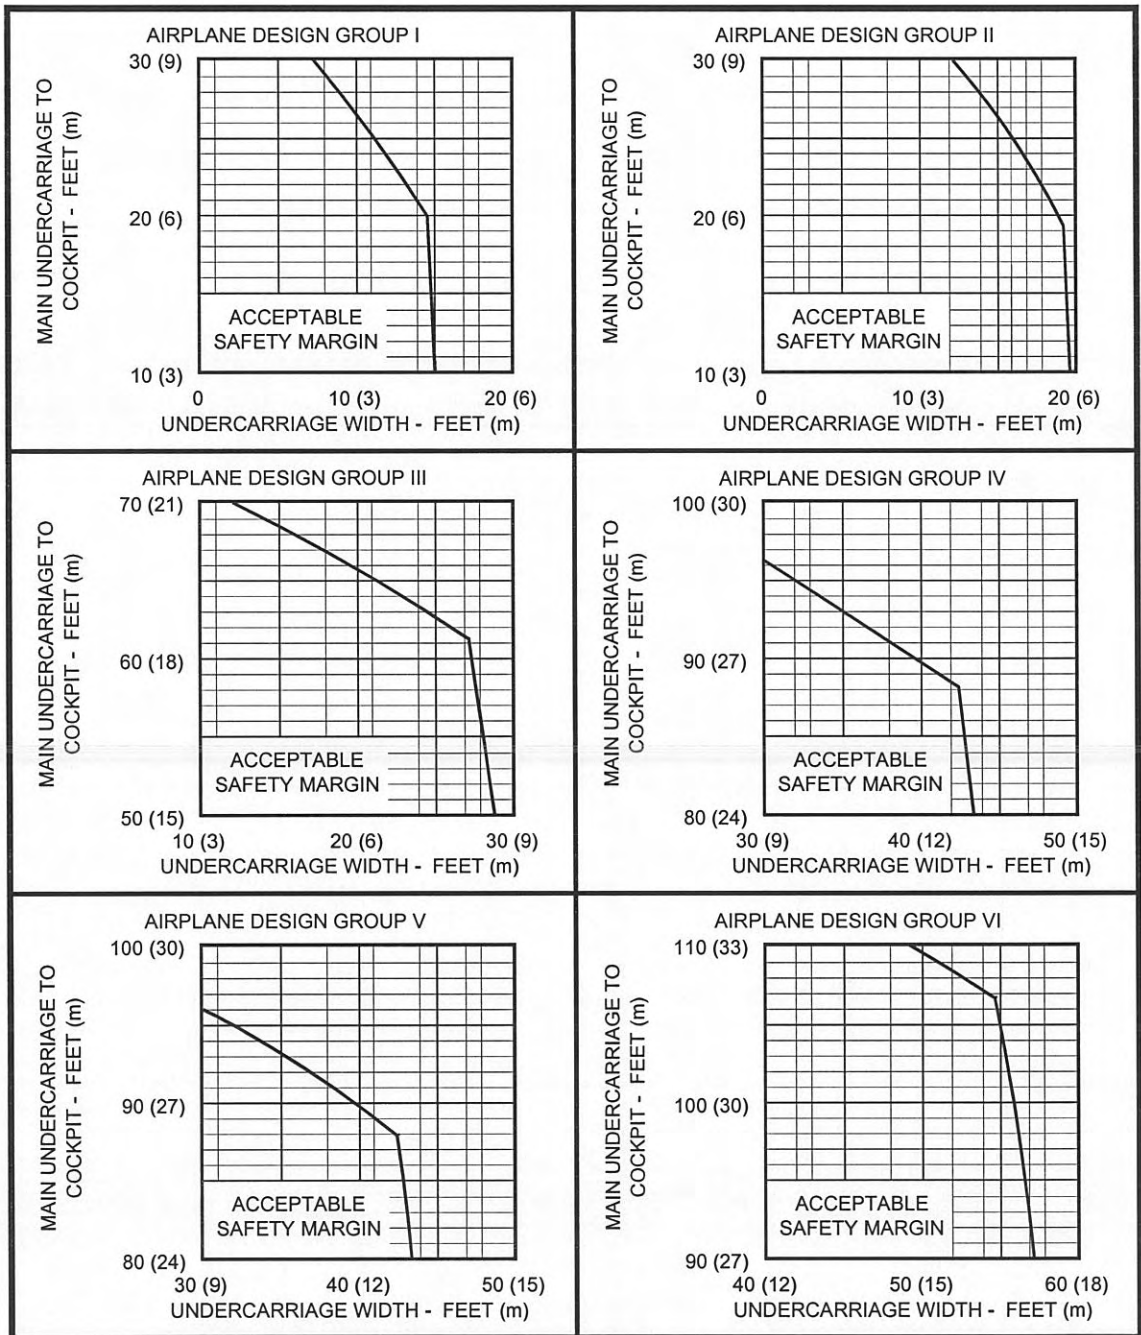 AIRPLANE DESIGN GROUP I
MAIN UNDERCARRIAGE TO
COCKPIT - FEET (m)
30 (9)
20 (6)
10 (3)
ACCEPTABLE
SAFETY MARGIN
0
10 (3)
20 (6)
UNDERCARRIAGE WIDTH - FEET (m)
AIRPLANE DESIGN GROUP II
MAIN UNDERCARRIAGE TO
COCKPIT - FEET (m)
30 (9)
20 (6)
10 (3)
ACCEPTABLE
SAFETY MARGIN
0
10 (3)
20 (6)
UNDERCARRIAGE WIDTH - FEET (m)
AIRPLANE DESIGN GROUP III
MAIN UNDERCARRIAGE TO
COCKPIT - FEET (m)
70 (21)
60 (18)
50 (15)
ACCEPTABLE
SAFETY MARGIN
10 (3)
20 (6)
30 (9)
UNDERCARRIAGE WIDTH - FEET (m)
AIRPLANE DESIGN GROUP IV
MAIN UNDERCARRIAGE TO
COCKPIT - FEET (m)
100 (30)
90 (27)
80 (24)
ACCEPTABLE
SAFETY MARGIN
30 (9)
40 (12)
50 (15)
UNDERCARRIAGE WIDTH - FEET (m)
AIRPLANE DESIGN GROUP V
MAIN UNDERCARRIAGE TO
COCKPIT - FEET (m)
100 (30)
90 (27)
80 (24)
ACCEPTABLE
SAFETY MARGIN
30 (9)
40 (12)
50 (15)
UNDERCARRIAGE WIDTH - FEET (m)
AIRPLANE DESIGN GROUP VI
MAIN UNDERCARRIAGE TO
COCKPIT - FEET (m)
110 (33)
100 (30)
90 (27)
ACCEPTABLE
SAFETY MARGIN
40 (12)
50 (15)
60 (18)
UNDERCARRIAGE WIDTH - FEET (m)